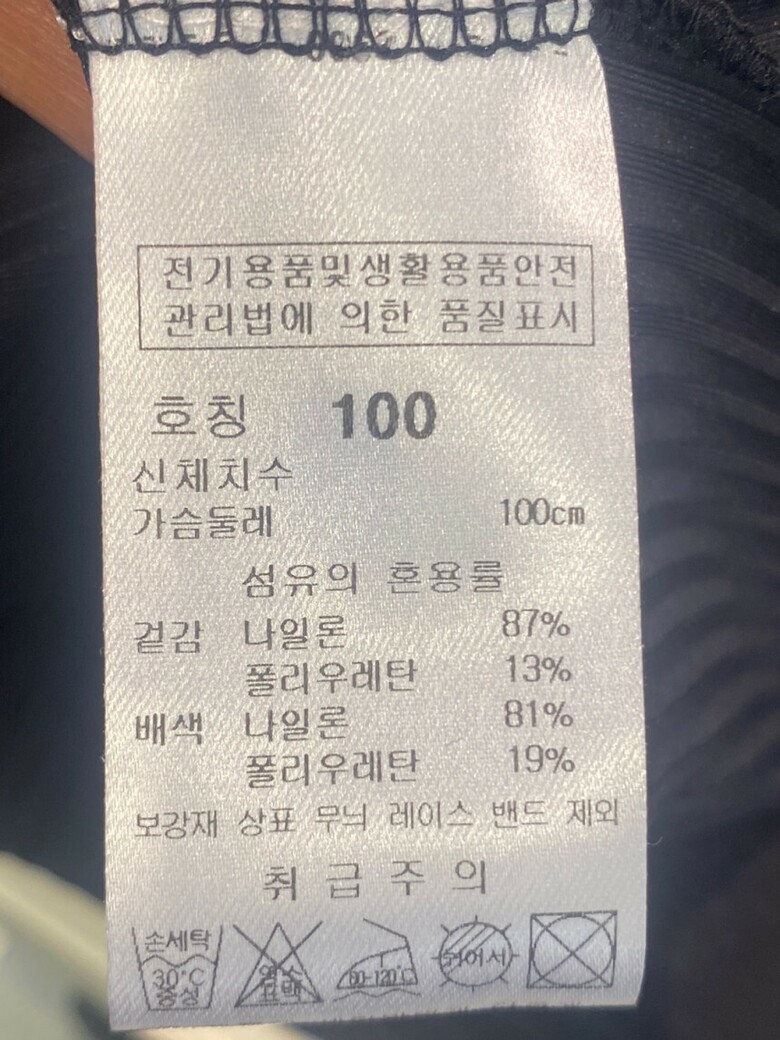 전기용품및생활용품안전
관리법에 의한 품질표시
호칭 100
신체치수
가슴둘레 100cm
섬유의 혼용률
겉감 나일론 87%
폴리우레탄 13%
배색 나일론 81%
폴리우레탄 19%
보강재 상표 무늬 레이스 밴드 제외
취급주의
손세탁
30℃
중성
염소
표백
80-120℃
뉘어서